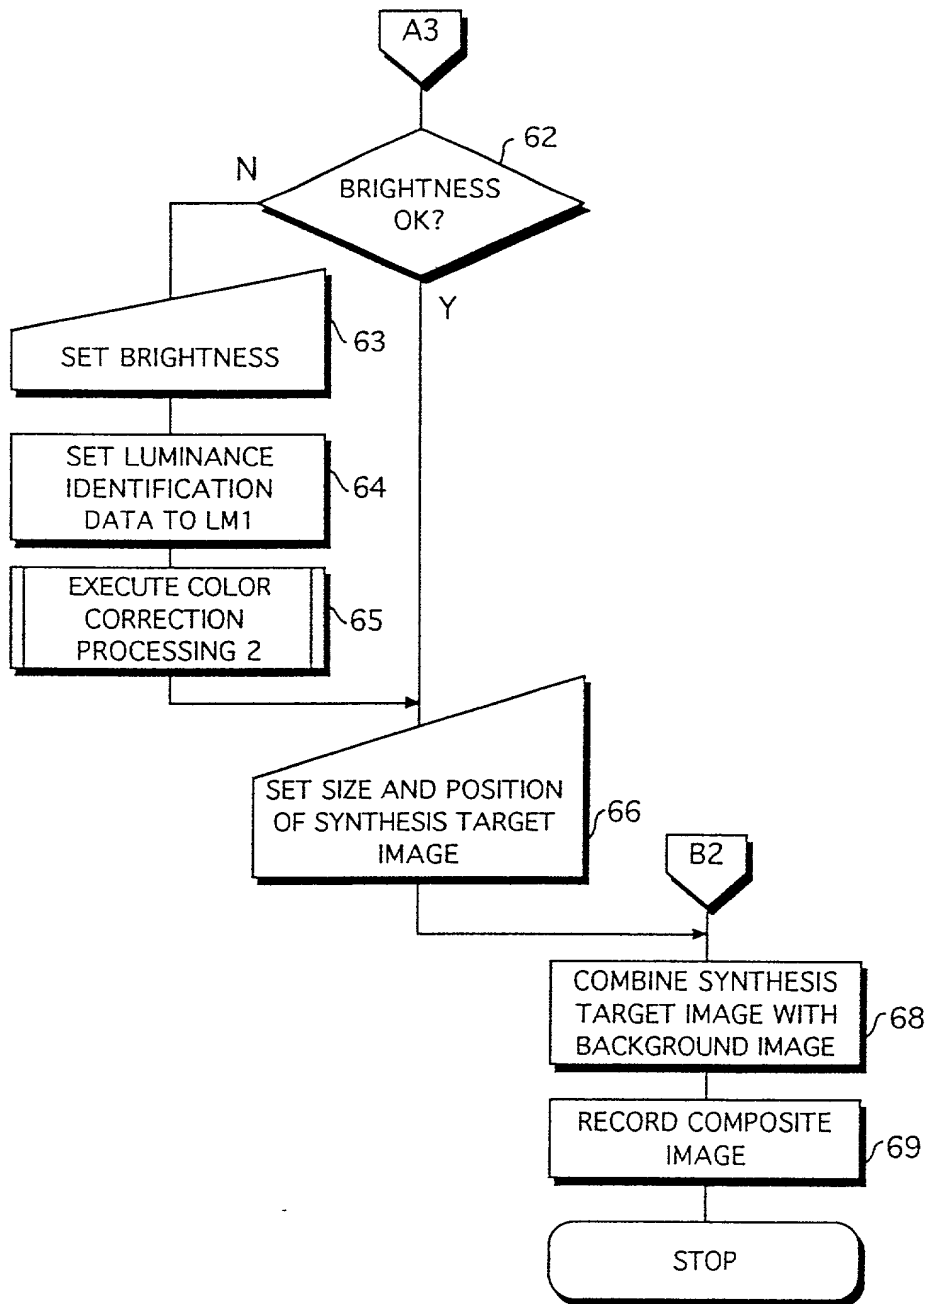 A3
62
N
BRIGHTNESS
OK?
Y
63
SET BRIGHTNESS
SET LUMINANCE
IDENTIFICATION
DATA TO LM1
64
EXECUTE COLOR
CORRECTION
PROCESSING 2
65
SET SIZE AND POSITION
OF SYNTHESIS TARGET
IMAGE
66
B2
COMBINE SYNTHESIS
TARGET IMAGE WITH
BACKGROUND IMAGE
68
RECORD COMPOSITE
IMAGE
69
STOP